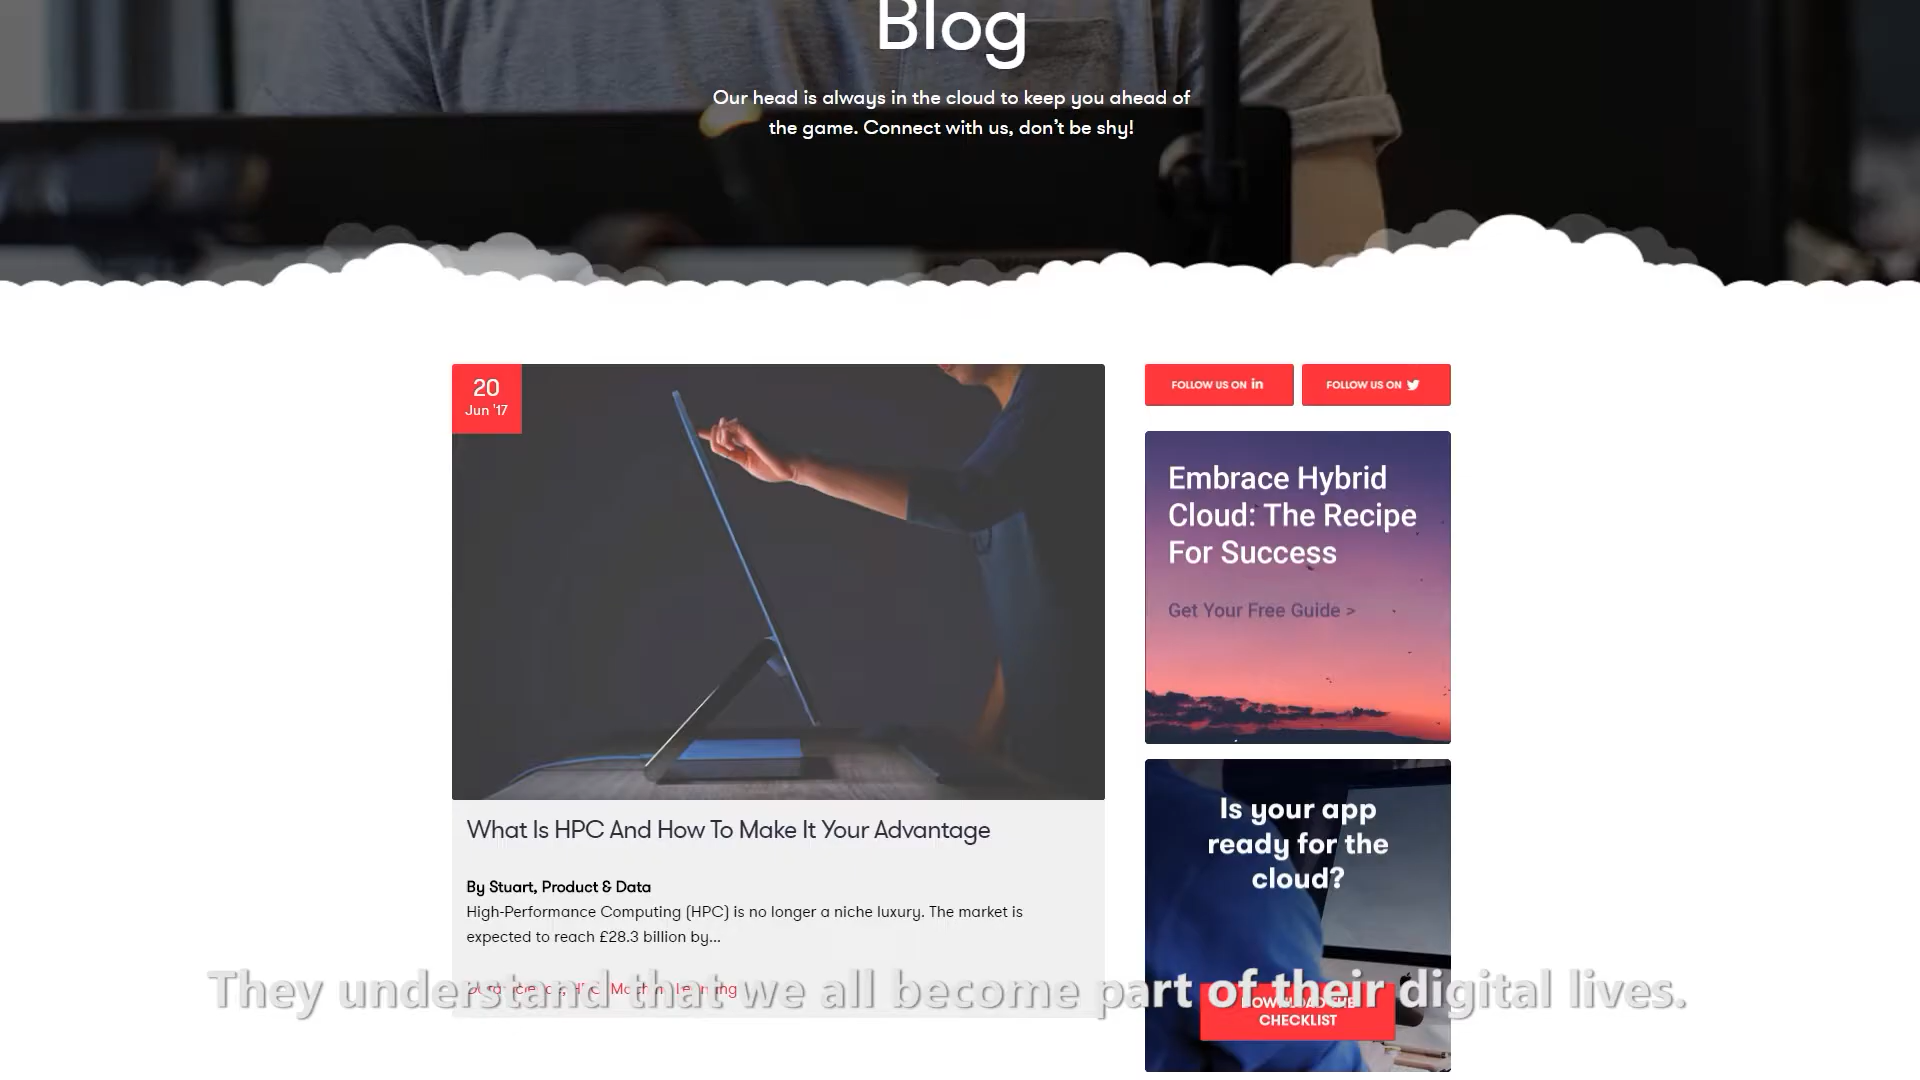 Blog
Our head is always in the cloud to keep you ahead of
the game. Connect with us, don't be shy!
20
Jun '17
FOLLOW US ON in
FOLLOW US ON
Embrace Hybrid
Cloud: The Recipe
For Success
Get Your Free Guide >
What Is HPC And How To Make It Your Advantage
By Stuart, Product & Data
High-Performance Computing (HPC) is no longer a niche luxury. The market is
expected to reach £28.3 billion by...
Is your app
ready for the
cloud?
DOWNLOAD THE
CHECKLIST
They understand that we all become part of their digital lives.